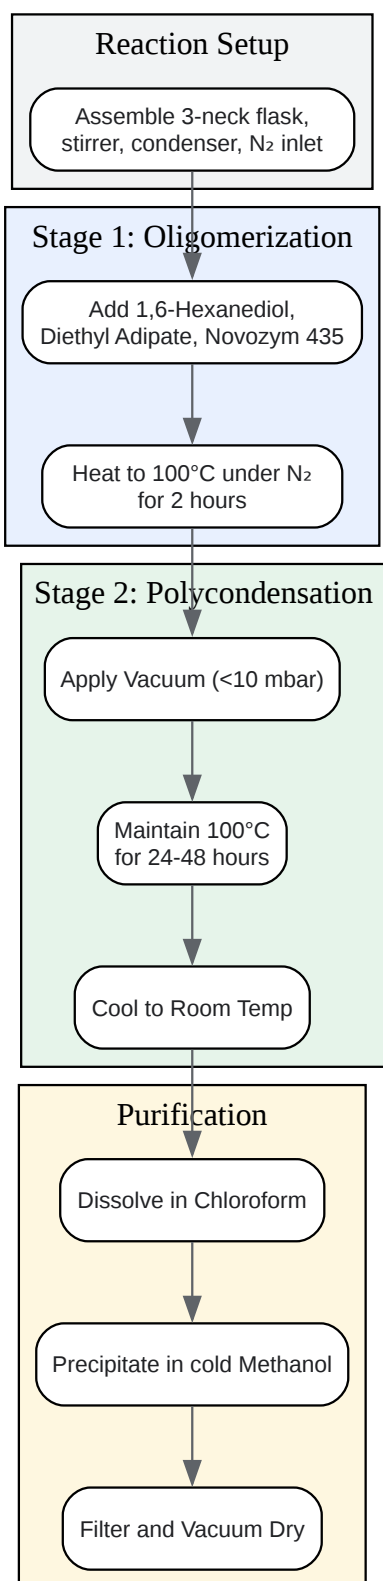 Reaction Setup
Assemble 3-neck flask,
stirrer, condenser, N₂ inlet
Stage 1: Oligomerization
Add 1,6-Hexanediol,
Diethyl Adipate, Novozym 435
Heat to 100°C under N₂
for 2 hours
Stage 2: Polycondensation
Apply Vacuum (<10 mbar)
Maintain 100°C
for 24-48 hours
Cool to Room Temp
Purification
Dissolve in Chloroform
Precipitate in cold Methanol
Filter and Vacuum Dry